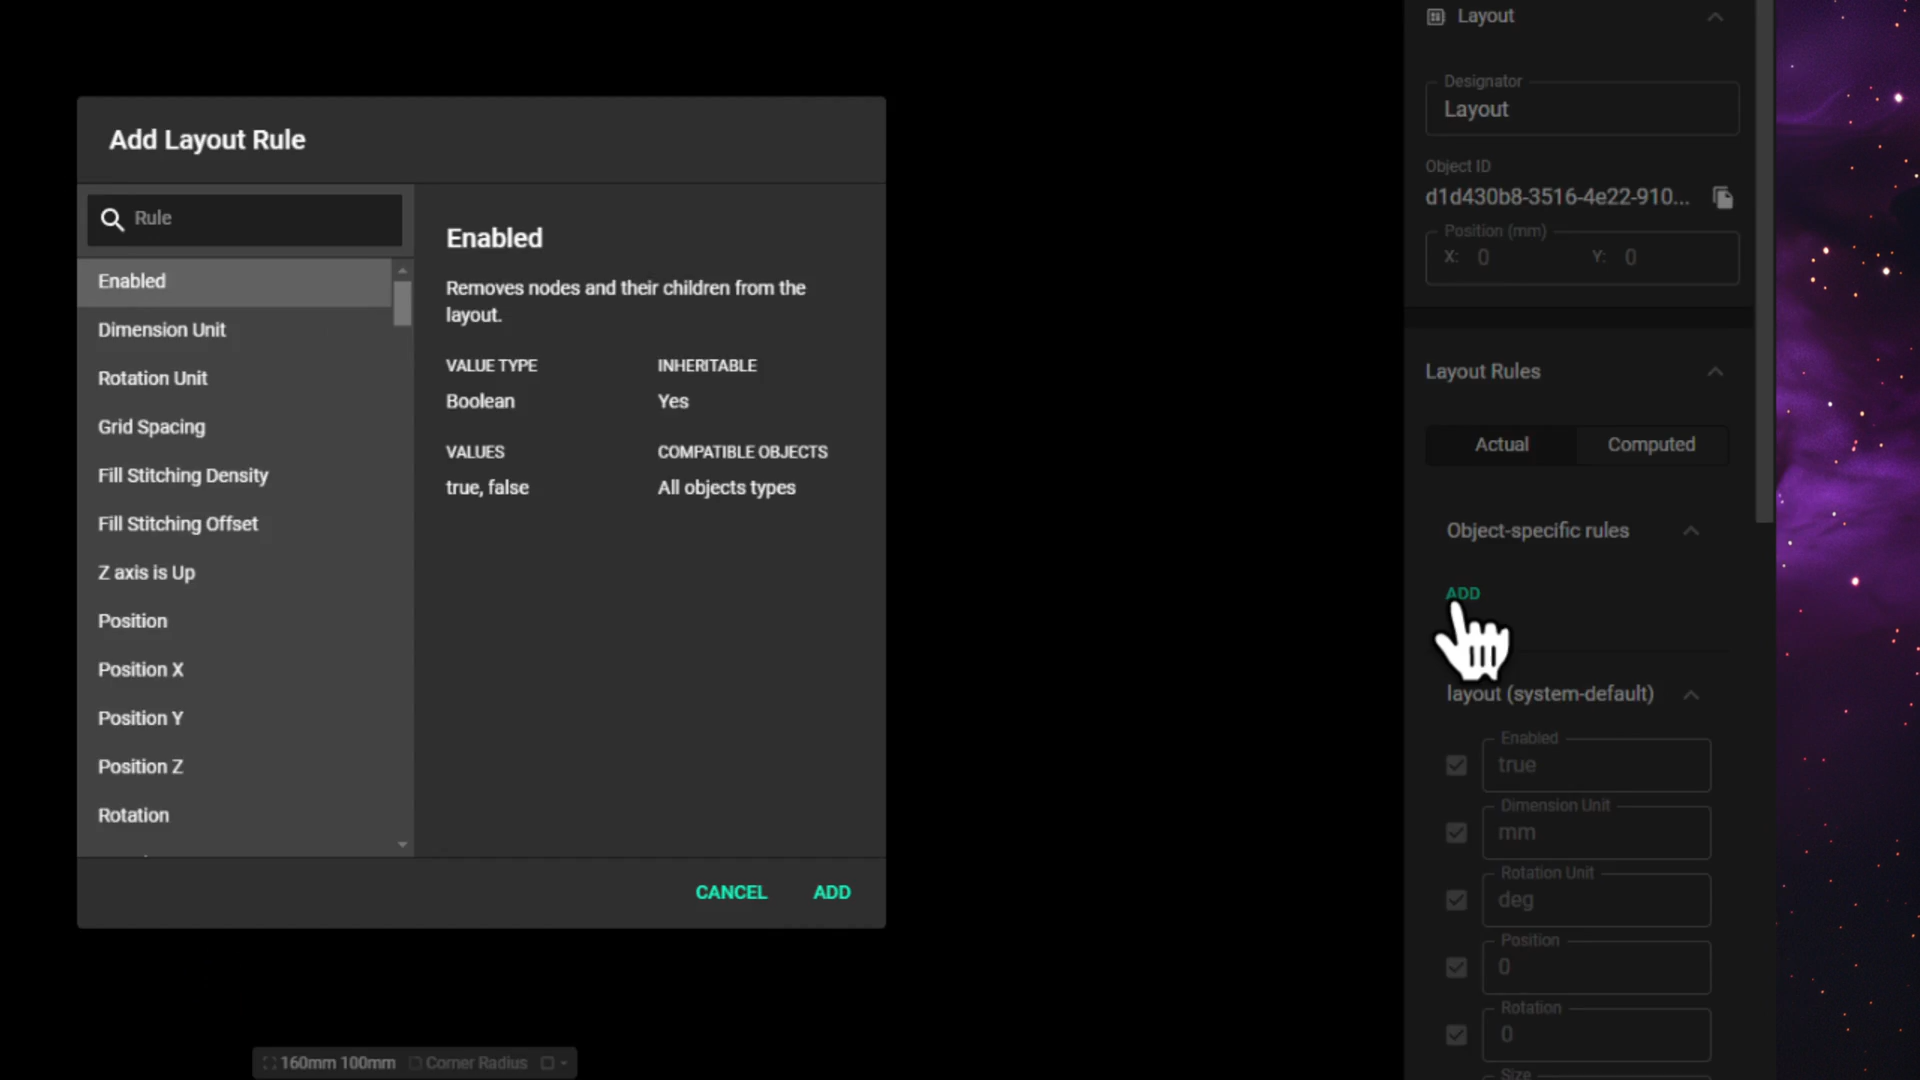 Add Layout Rule
Rule
Enabled
Dimension Unit
Rotation Unit
Grid Spacing
Fill Stitching Density
Fill Stitching Offset
Z axis is Up
Position
Position X
Position Y
Position Z
Rotation
Enabled
Removes nodes and their children from the
layout.
VALUE TYPE
INHERITABLE
Boolean
Yes
VALUES
COMPATIBLE OBJECTS
true, false
All objects types
CANCEL
ADD
160mm 100mm
Corner Radius
Layout
Designator
Layout
Object ID
d1d430b8-3516-4e22-910...
Position (mm)
X: 0
Y: 0
Layout Rules
Actual
Computed
Object-specific rules
ADD
layout (system-default)
Enabled
true
Dimension Unit
mm
Rotation Unit
deg
Position
0
Rotation
0
Size